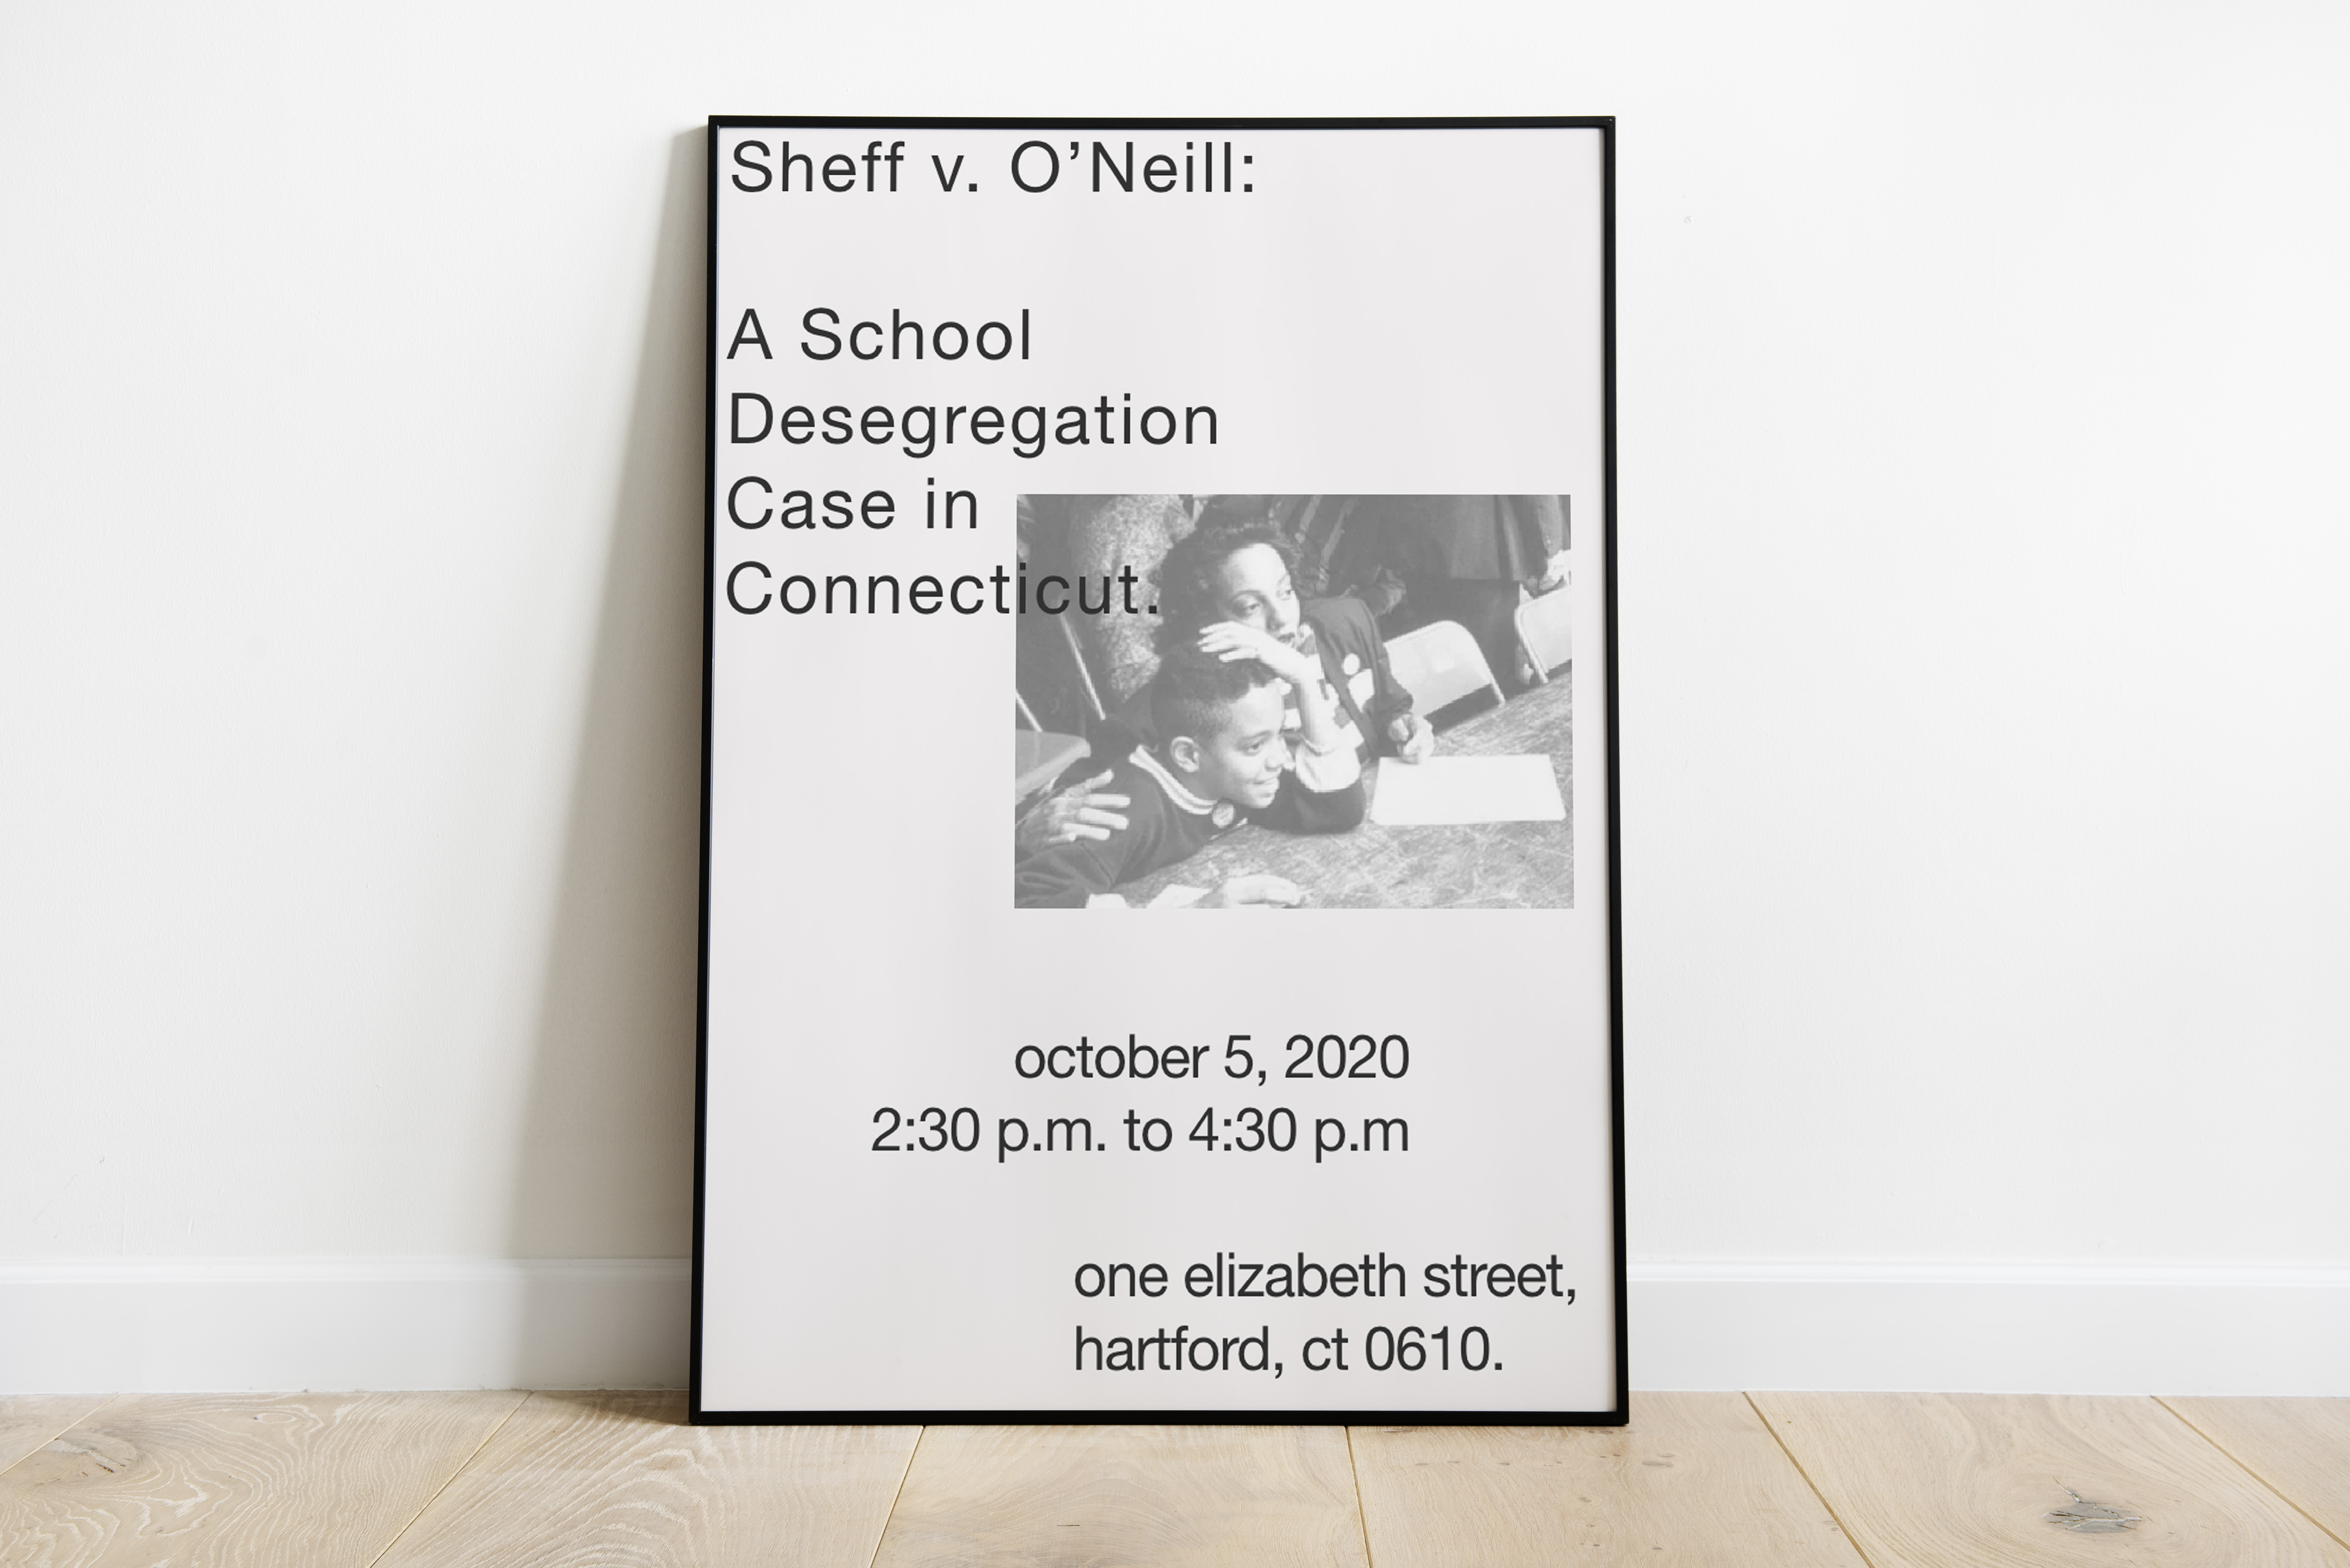 Sheff v. O’Neill:
A School
Desegregation
Case in
Connecticut.
october 5, 2020
2:30 p.m. to 4:30 p.m
one elizabeth street,
hartford, ct 0610.